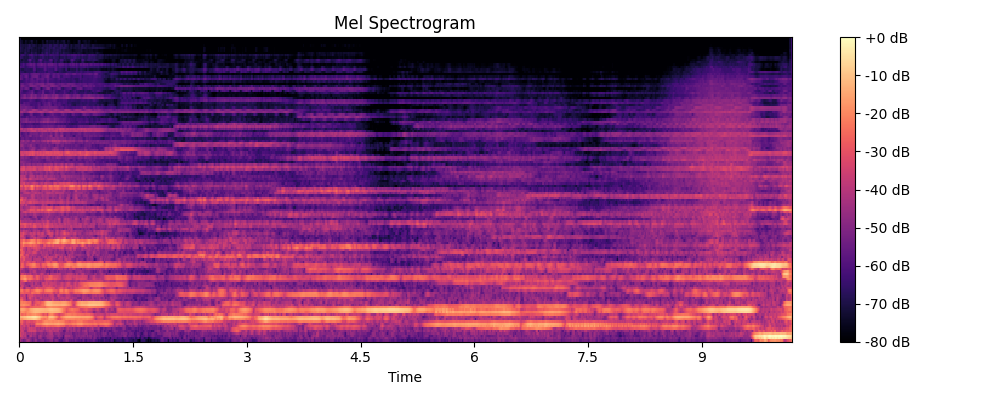 Mel Spectrogram
+0 dB
-10 dB
-20 dB
-30 dB
-40 dB
-50 dB
-60 dB
-70 dB
-80 dB
0 1.5 3 4.5 6 7.5 9
Time